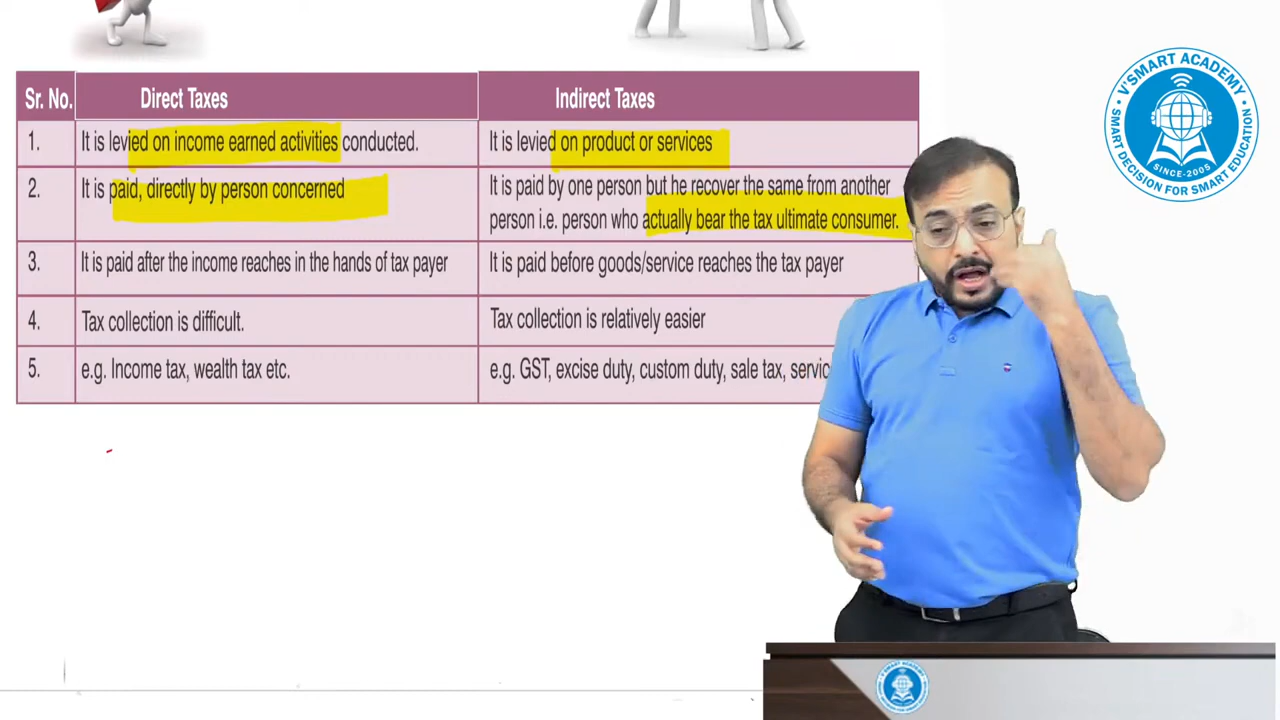 Sr. No. Direct Taxes Indirect Taxes
1. It is levied on income earned activities conducted. It is levied on product or services
2. It is paid, directly by person concerned It is paid by one person but he recover the same from another
person i.e. person who actually bear the tax ultimate consumer.
3. It is paid after the income reaches in the hands of tax payer It is paid before goods/service reaches the tax payer
4. Tax collection is difficult. Tax collection is relatively easier
5. e.g. Income tax, wealth tax etc. e.g. GST, excise duty, custom duty, sale tax,
V'SMART ACADEMY
SINCE-2005
SMART DECISION FOR SMART EDUCATION